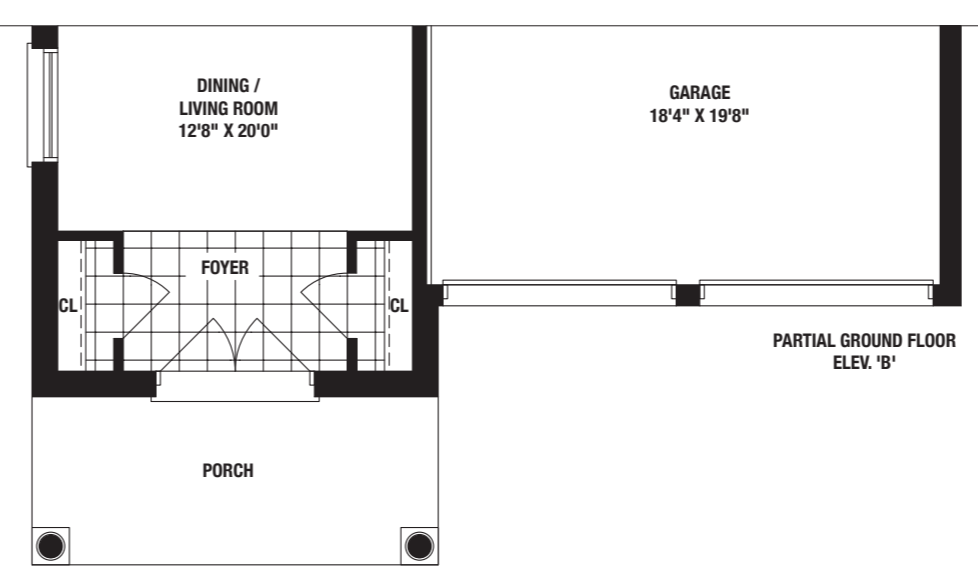 DINING /
LIVING ROOM
12'8" X 20'0"
GARAGE
18'4" X 19'8"
FOYER
CL
CL
PARTIAL GROUND FLOOR
ELEV. 'B'
PORCH